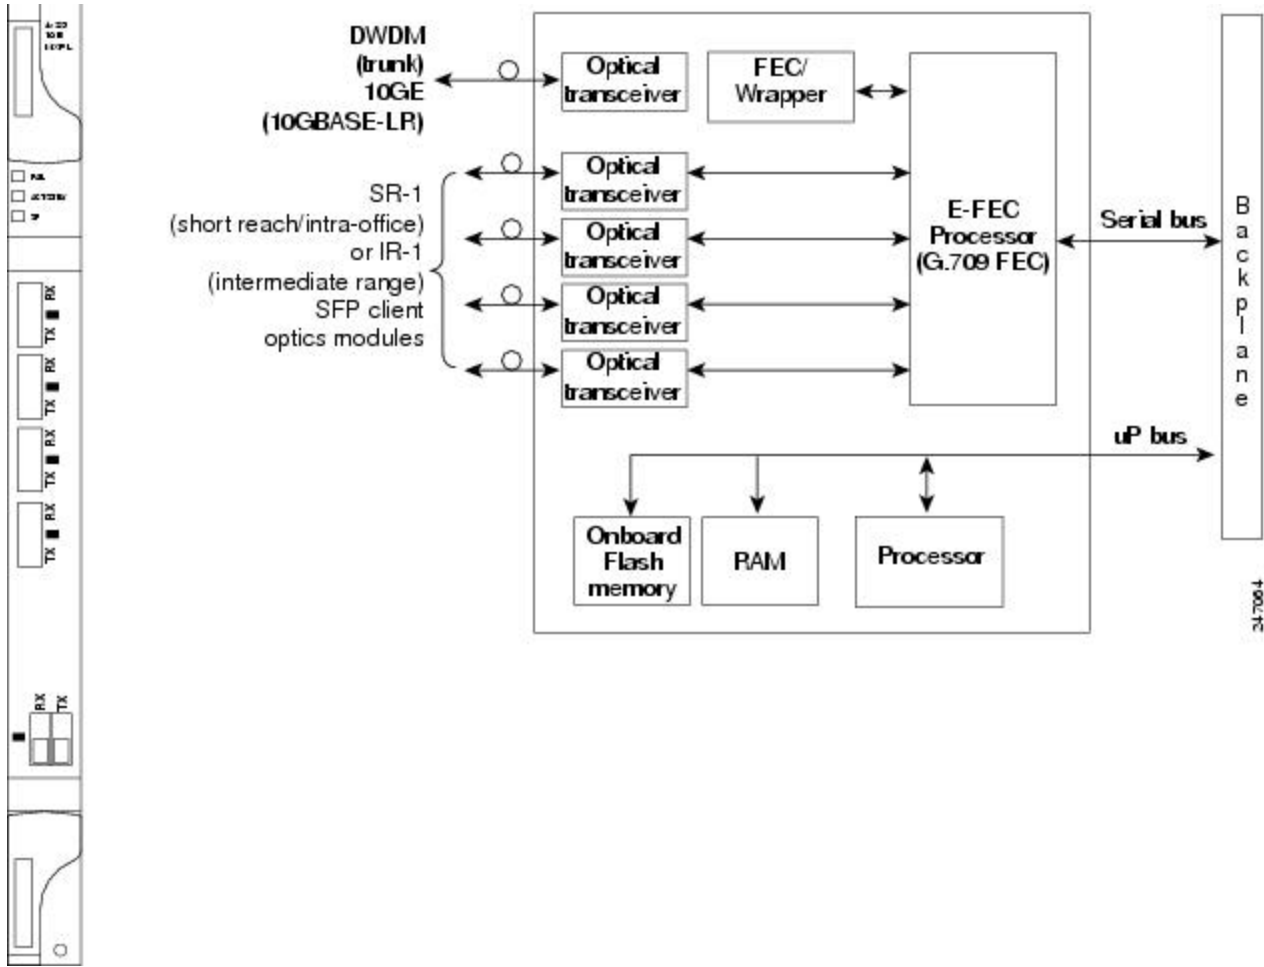 DWDM
(trunk)
10GE
(10GBASE-LR)
SR-1
(short reach/intra-office)
or IR-1
(intermediate range)
SFP client
optics modules
Optical
transceiver
FEC/
Wrapper
Optical
transceiver
Optical
transceiver
Optical
transceiver
Optical
transceiver
E-FEC
Processor
(G.709 FEC)
Serial bus
Backplane
uP bus
Onboard
Flash
memory
RAM
Processor
247064
RX
TX
RX
TX
RX
TX
RX
TX
RX
TX